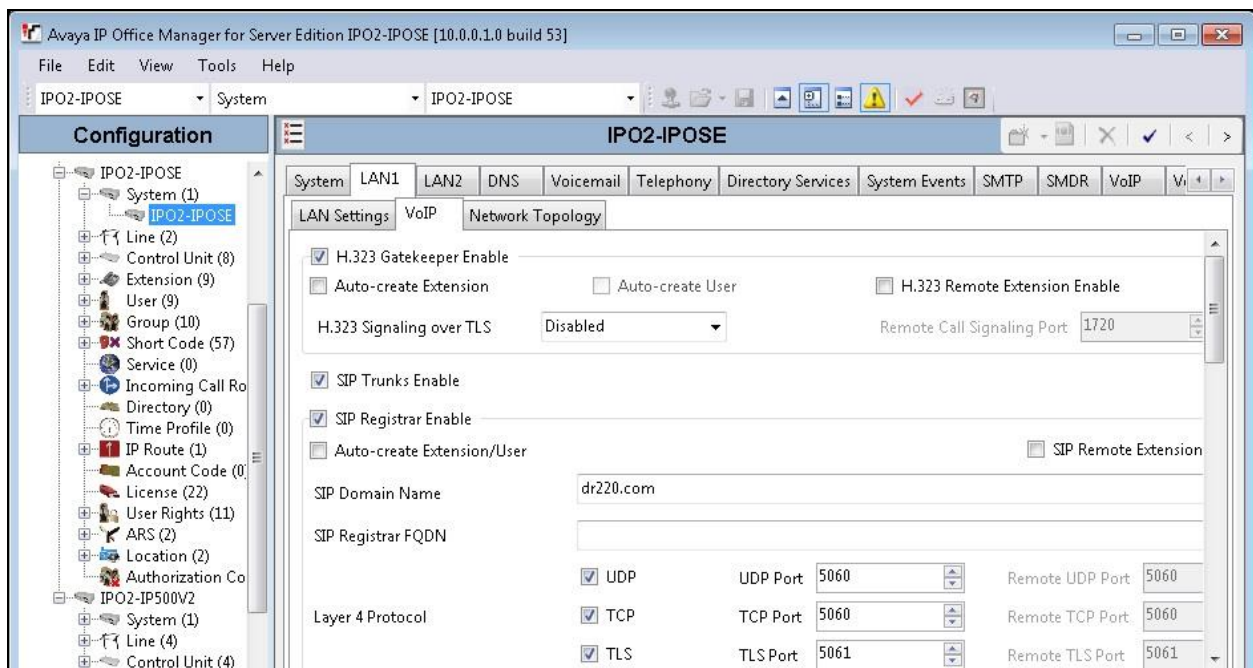 Avaya IP Office Manager for Server Edition IPO2-IPOSE [10.0.0.1.0 build 53]
File Edit View Tools Help
IPO2-IPOSE System IPO2-IPOSE
Configuration
IPO2-IPOSE
System (1)
IPO2-IPOSE
Line (2)
Control Unit (8)
Extension (9)
User (9)
Group (10)
Short Code (57)
Service (0)
Incoming Call Ro
Directory (0)
Time Profile (0)
IP Route (1)
Account Code (0
License (22)
User Rights (11)
ARS (2)
Location (2)
Authorization Co
IPO2-IP500V2
System (1)
Line (4)
Control Unit (4)
IPO2-IPOSE
System LAN1 LAN2 DNS Voicemail Telephony Directory Services System Events SMTP SMDR VoIP
LAN Settings VoIP Network Topology
H.323 Gatekeeper Enable
Auto-create Extension Auto-create User H.323 Remote Extension Enable
H.323 Signaling over TLS Disabled Remote Call Signaling Port 1720
SIP Trunks Enable
SIP Registrar Enable
Auto-create Extension/User SIP Remote Extension
SIP Domain Name dr220.com
SIP Registrar FQDN
UDP UDP Port 5060 Remote UDP Port 5060
Layer 4 Protocol TCP TCP Port 5060 Remote TCP Port 5060
TLS TLS Port 5061 Remote TLS Port 5061